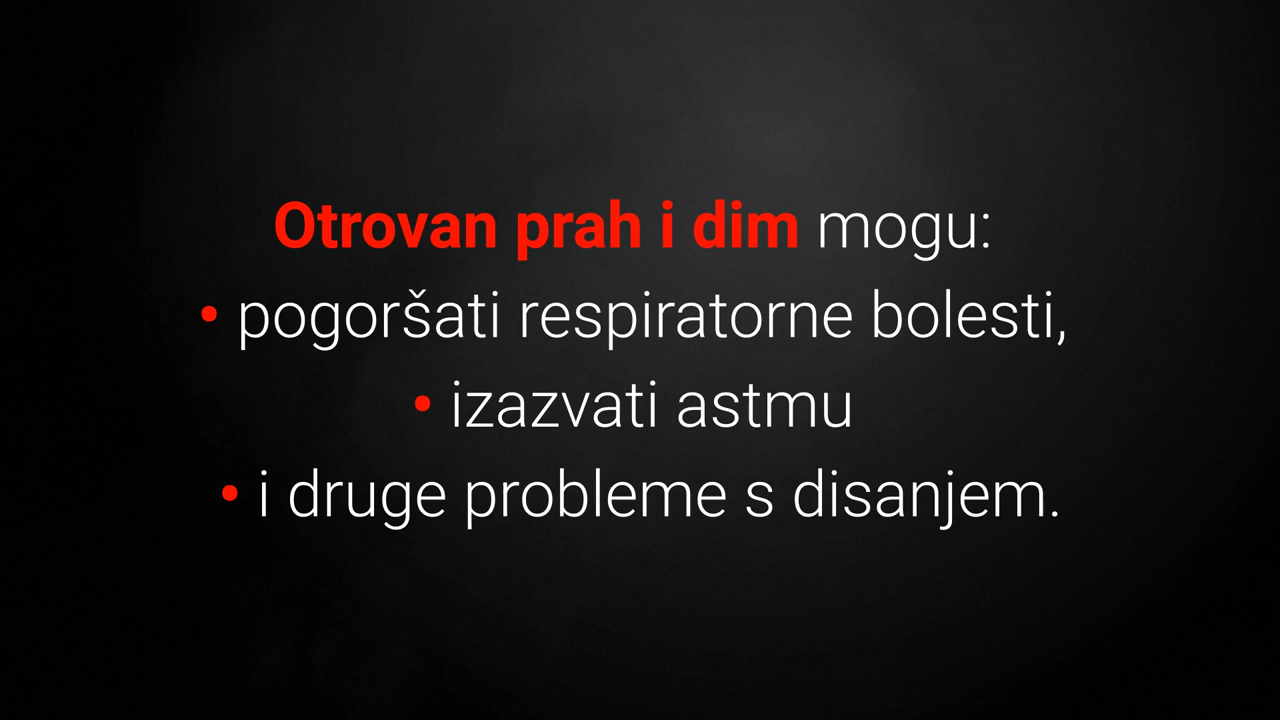 Otrovan prah i dim mogu:
• pogoršati respiratorne bolesti,
• izazvati astmu
• i druge probleme s disanjem.